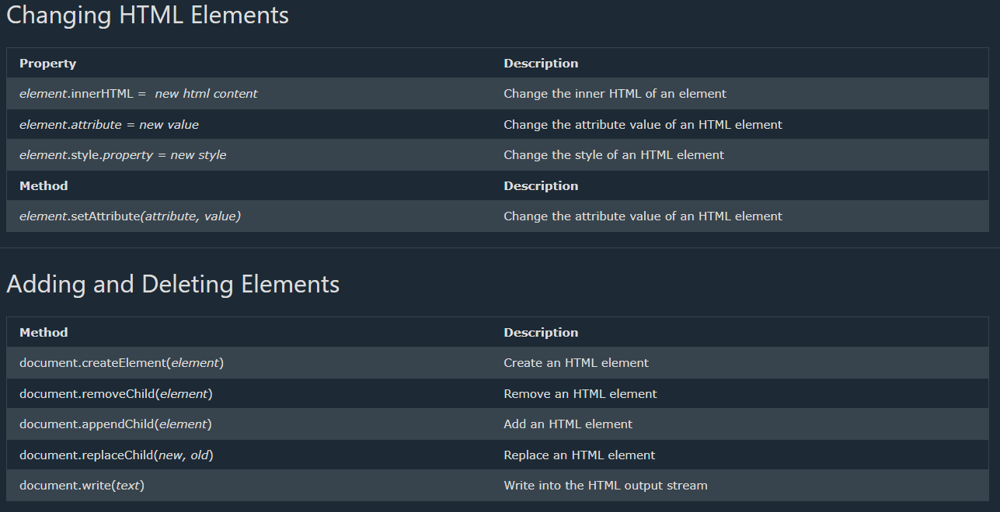 Changing HTML Elements
Property Description
element.innerHTML =  new html content Change the inner HTML of an element
element.attribute = new value Change the attribute value of an HTML element
element.style.property = new style Change the style of an HTML element
Method Description
element.setAttribute(attribute, value) Change the attribute value of an HTML element
Adding and Deleting Elements
Method Description
document.createElement(element) Create an HTML element
document.removeChild(element) Remove an HTML element
document.appendChild(element) Add an HTML element
document.replaceChild(new, old) Replace an HTML element
document.write(text) Write into the HTML output stream